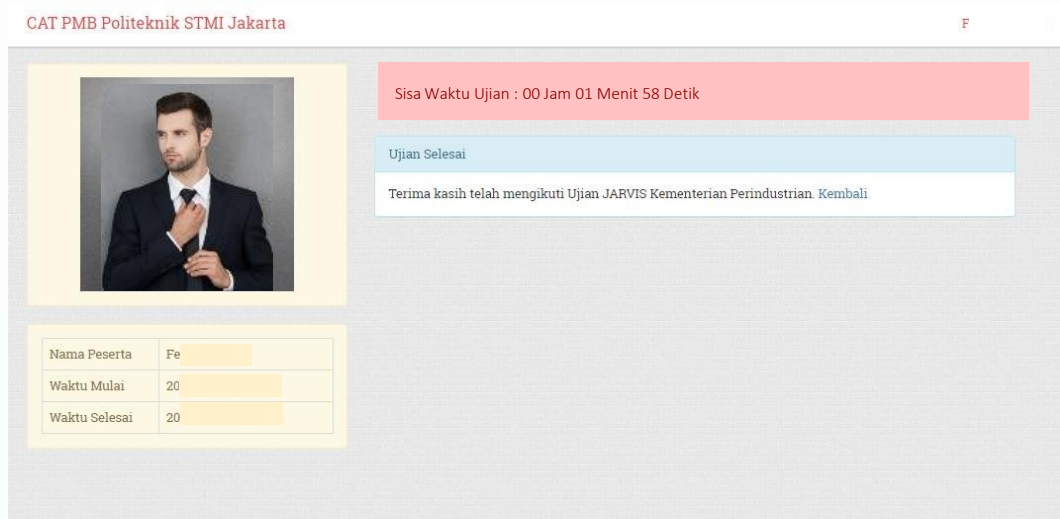 CAT PMB Politeknik STMI Jakarta
F
Sisa Waktu Ujian : 00 Jam 01 Menit 58 Detik
Ujian Selesai
Terima kasih telah mengikuti Ujian JARVIS Kementerian Perindustrian. Kembali
Nama Peserta Fe
Waktu Mulai 20
Waktu Selesai 20